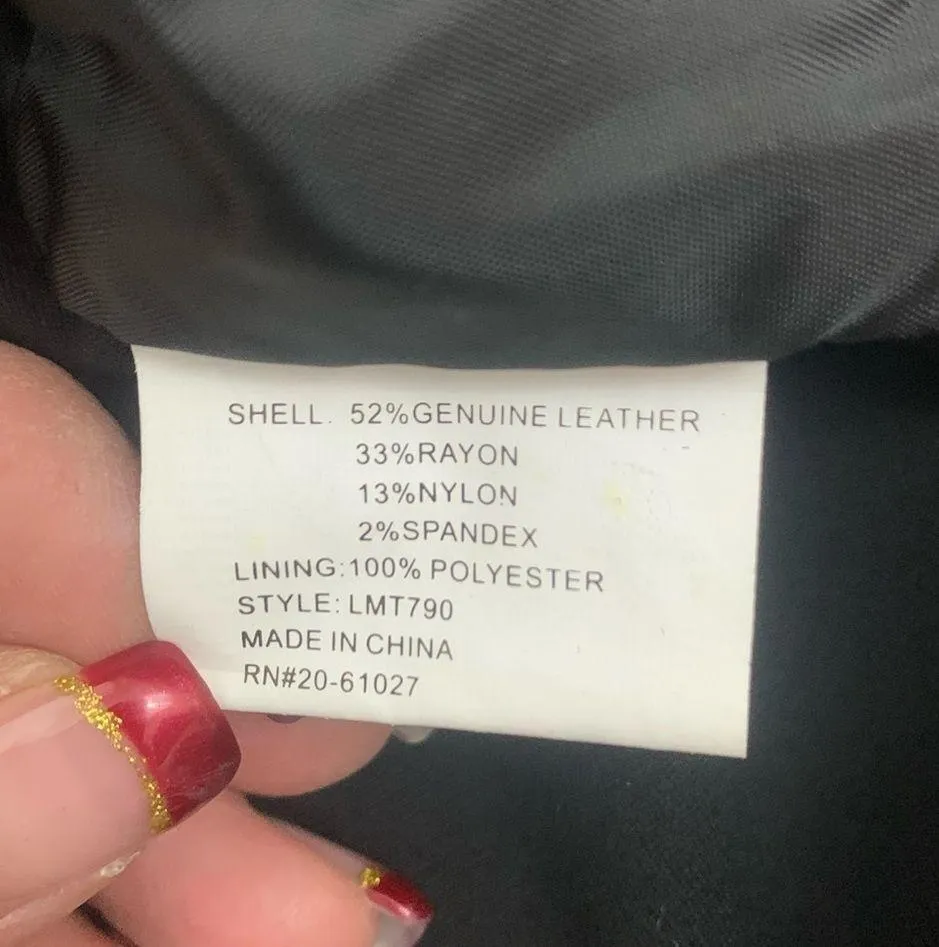 SHELL. 52%GENUINE LEATHER
33%RAYON
13%NYLON
2%SPANDEX
LINING:100% POLYESTER
STYLE: LMT790
MADE IN CHINA
RN#20-61027